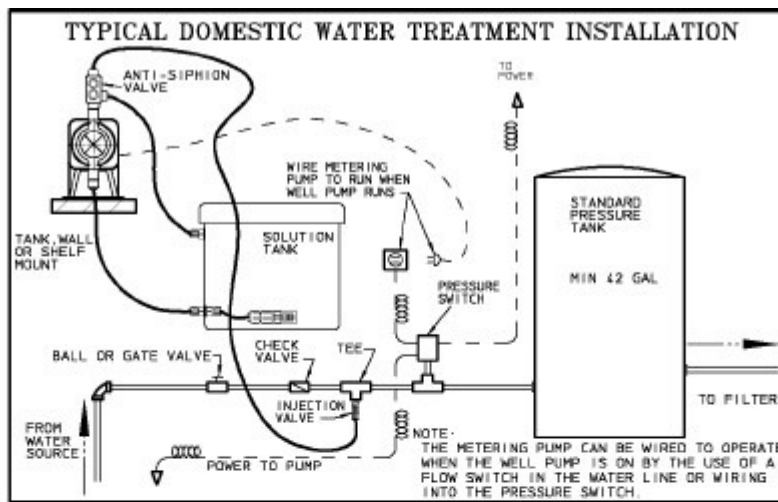 TYPICAL DOMESTIC WATER TREATMENT INSTALLATION
ANTI-SIPHION
VALVE
TO
POWER
WIRE METERING
PUMP TO RUN WHEN
WELL PUMP RUNS
STANDARD
PRESSURE
TANK
MIN 42 GAL
TANK, WALL
OR SHELF
MOUNT
SOLUTION
TANK
PRESSURE
SWITCH
BALL OR GATE VALVE
CHECK
VALVE
TEE
INJECTION
VALVE
TO FILTER
FROM
WATER
SOURCE
POWER TO PUMP
NOTE:
THE METERING PUMP CAN BE WIRED TO OPERATE
WHEN THE WELL PUMP IS ON BY THE USE OF A
FLOW SWITCH IN THE WATER LINE OR WIRING
INTO THE PRESSURE SWITCH.